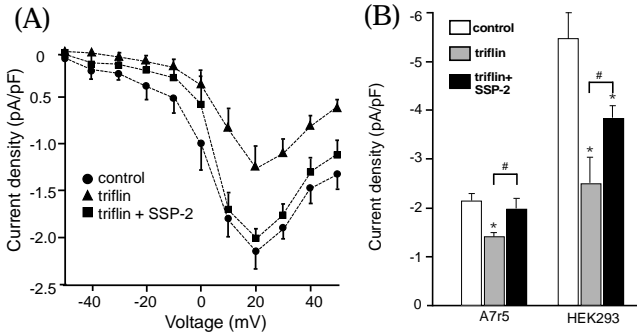 (A)
Current density (pA/pF)
0
0.5
-1.0
-1.5
-2.0
-2.5
-40
-20
0
20
40
Voltage (mV)
control
triflin
triflin + SSP-2
(B)
Current density (pA/pF)
-6
-5
-4
-3
-2
-1
0
control
triflin
triflin+
SSP-2
#
*
#
*
*
A7r5
HEK293